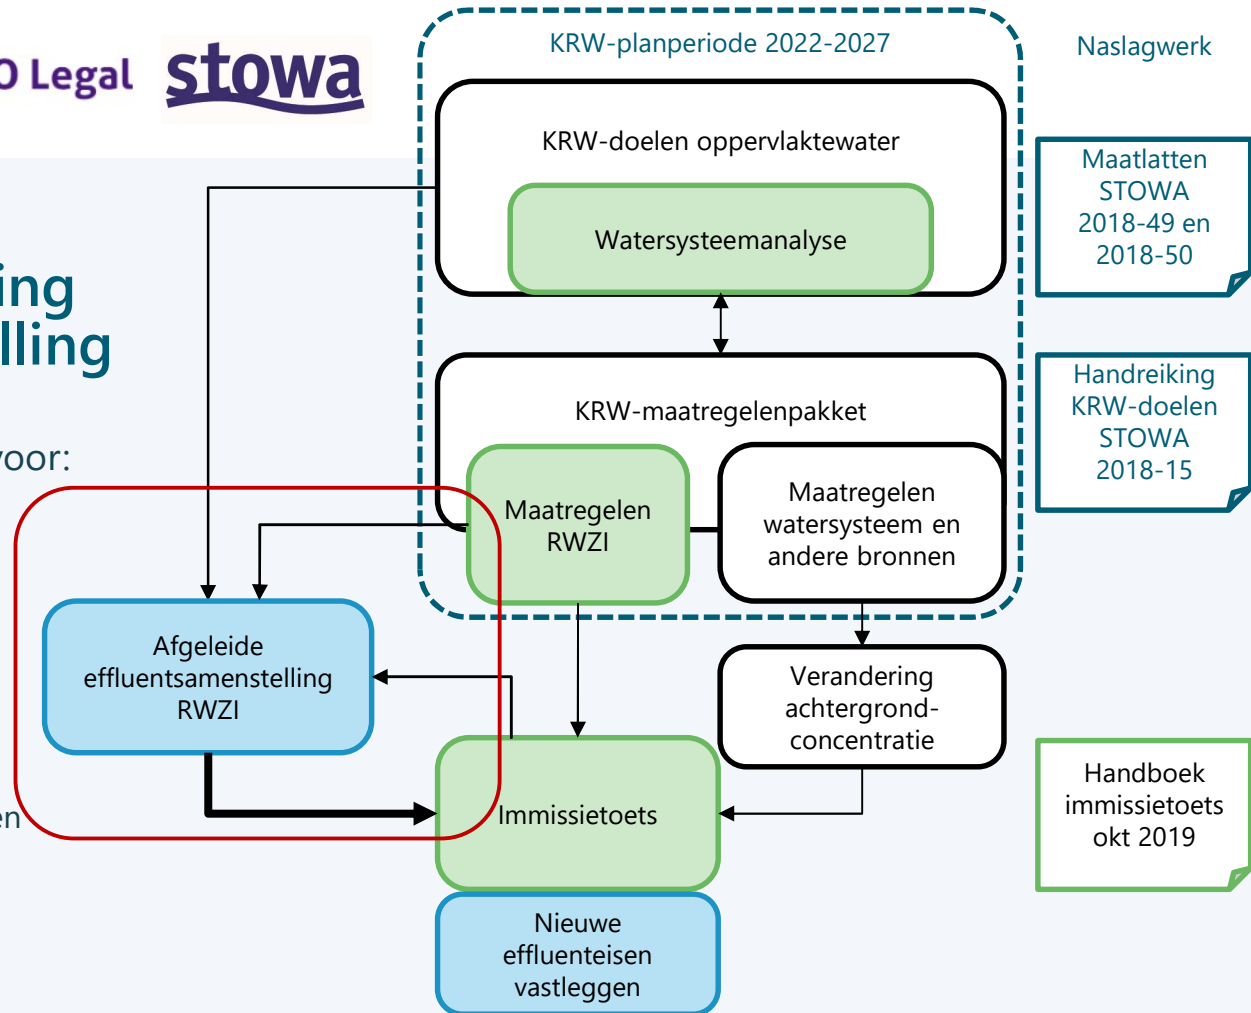 O Legal
stowa
ing
lling
voor:
en
KRW-planperiode 2022-2027
KRW-doelen oppervlaktewater
Watersysteemanalyse
KRW-maatregelenpakket
Maatregelen
RWZI
Maatregelen
watersysteem en
andere bronnen
Afgeleide
effluentsamenstelling
RWZI
Verandering
achtergrond-
concentratie
Immissietoets
Nieuwe
effluenteisen
vastleggen
Naslagwerk
Maatlatten
STOWA
2018-49 en
2018-50
Handreiking
KRW-doelen
STOWA
2018-15
Handboek
immissietoets
okt 2019